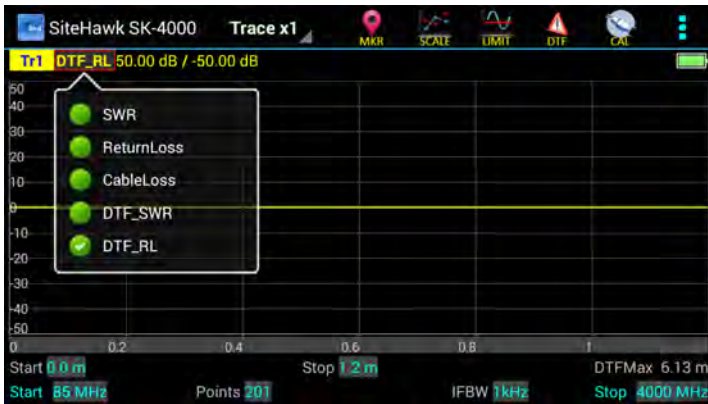 SiteHawk SK-4000 Trace x1 MKR SCALE LIMIT DTF CAL
Tr1 DTF_RL 50.00 dB / -50.00 dB
50
40
30
20
10
0
-10
-20
-30
-40
-50
SWR
ReturnLoss
CableLoss
DTF_SWR
DTF_RL
0 0.2 0.4 0.6 0.8 1
Start 0.0 m Stop 1.2 m DTFMax 6.13 m
Start 85 MHz Points 201 IFBW 1kHz Stop 4000 MHz